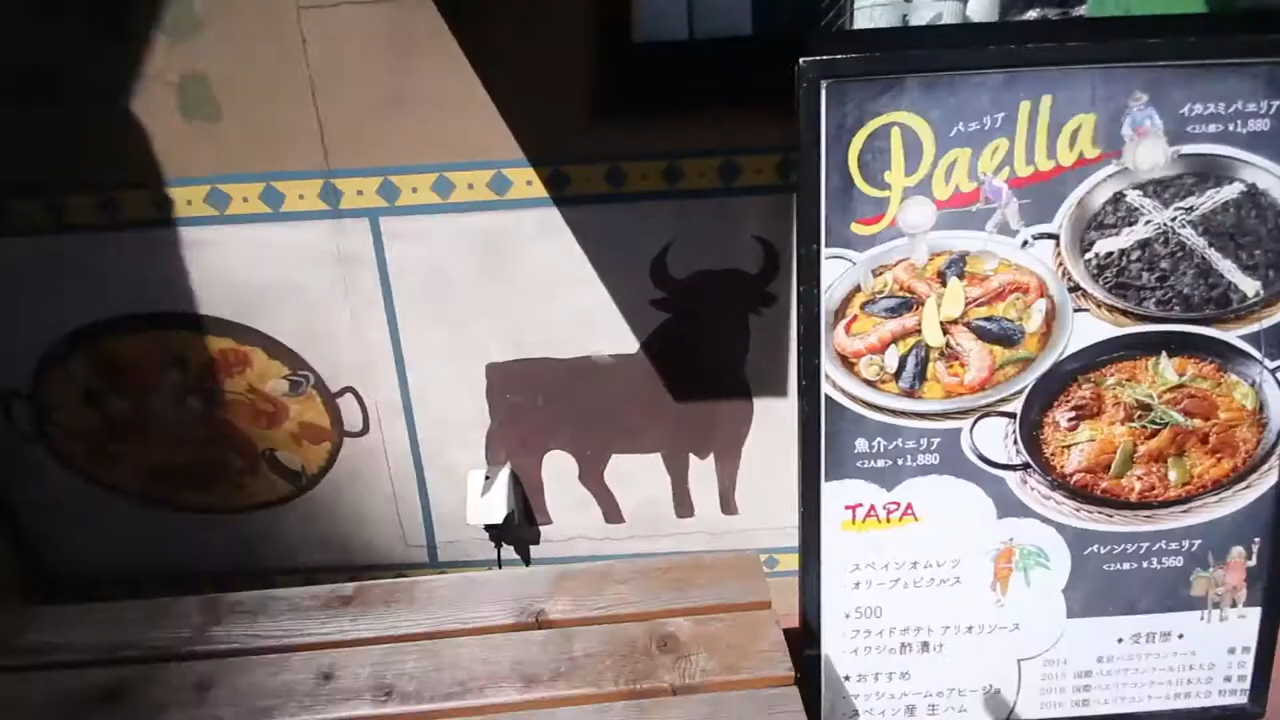 Paella
パエリア
イカスミパエリア
<2人前>¥1,880
魚介パエリア
<2人前>¥1,880
バレンシアパエリア
<2人前>¥3,560
TAPA
・スペインオムレツ
・オリーブとピクルス
¥500
・フライドポテト アリオリソース
・イワシの酢漬け
★おすすめ
・マッシュルームのアヒージョ
・スペイン産 生ハム
◆ 受賞歴 ◆
2014 東京パエリアコンクール 優勝
2015 国際パエリアコンクール日本大会 2位
2016 国際パエリアコンクール日本大会 優勝
2016 国際パエリアコンクール世界大会 特別賞